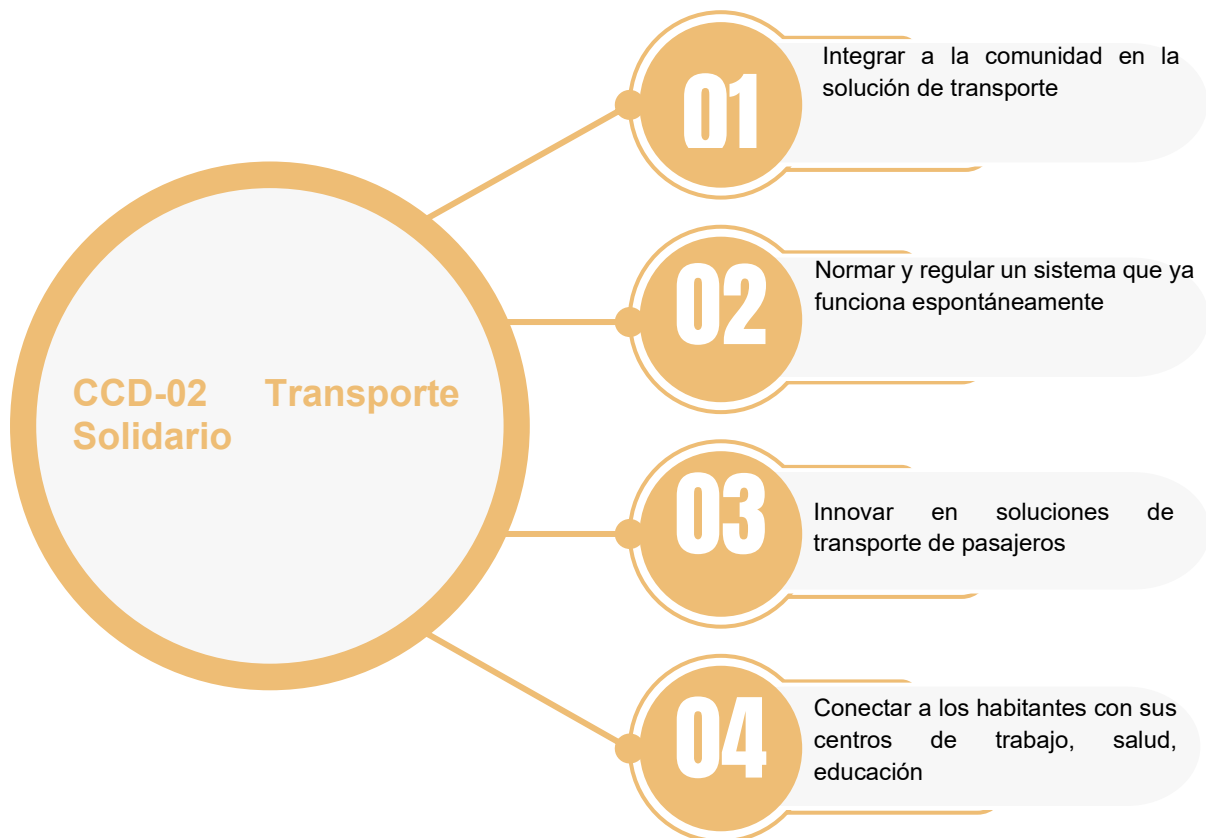 01
Integrar a la comunidad en la
solución de transporte
02
Normar y regular un sistema que ya
funciona espontáneamente
CCD-02 Transporte
Solidario
03
Innovar en soluciones de
transporte de pasajeros
04
Conectar a los habitantes con sus
centros de trabajo, salud,
educación